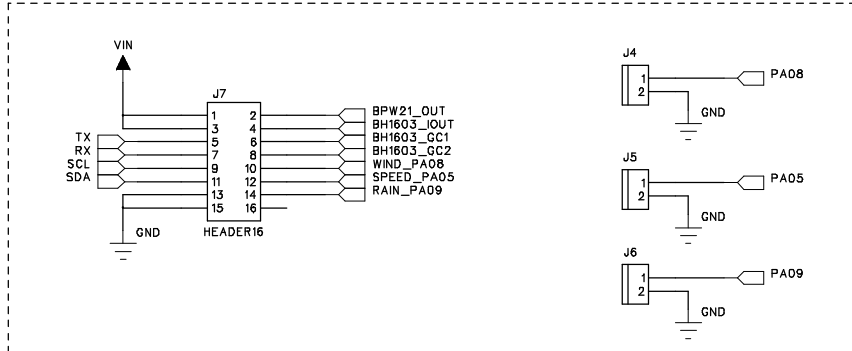 VIN
J7
1 2 BPW21_OUT
3 4 BH1603_IOUT
TX 5 6 BH1603_GC1
RX 7 8 BH1603_GC2
SCL 9 10 WIND_PA08
SDA 11 12 SPEED_PA05
13 14 RAIN_PA09
15 16
GND
HEADER16
J4
1 PA08
2
GND
J5
1 PA05
2
GND
J6
1 PA09
2
GND